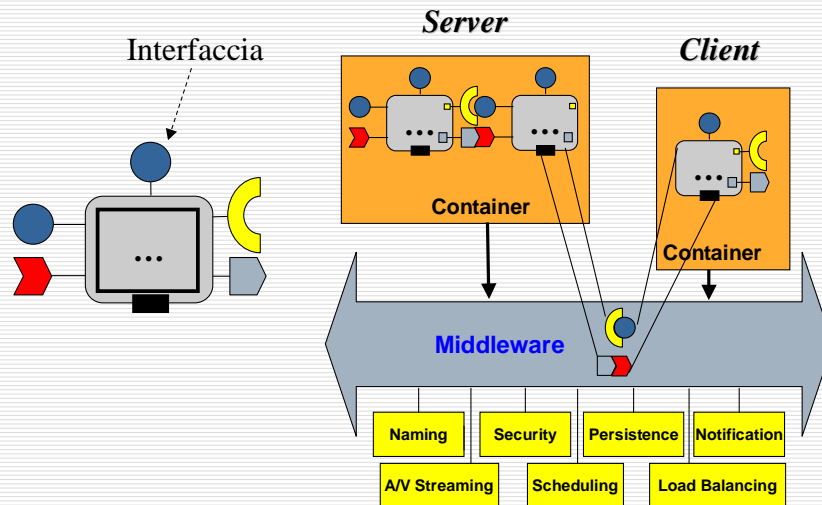 Server
Interfaccia
Client
...
...
...
...
Container
Container
Middleware
Naming
Security
Persistence
Notification
A/V Streaming
Scheduling
Load Balancing